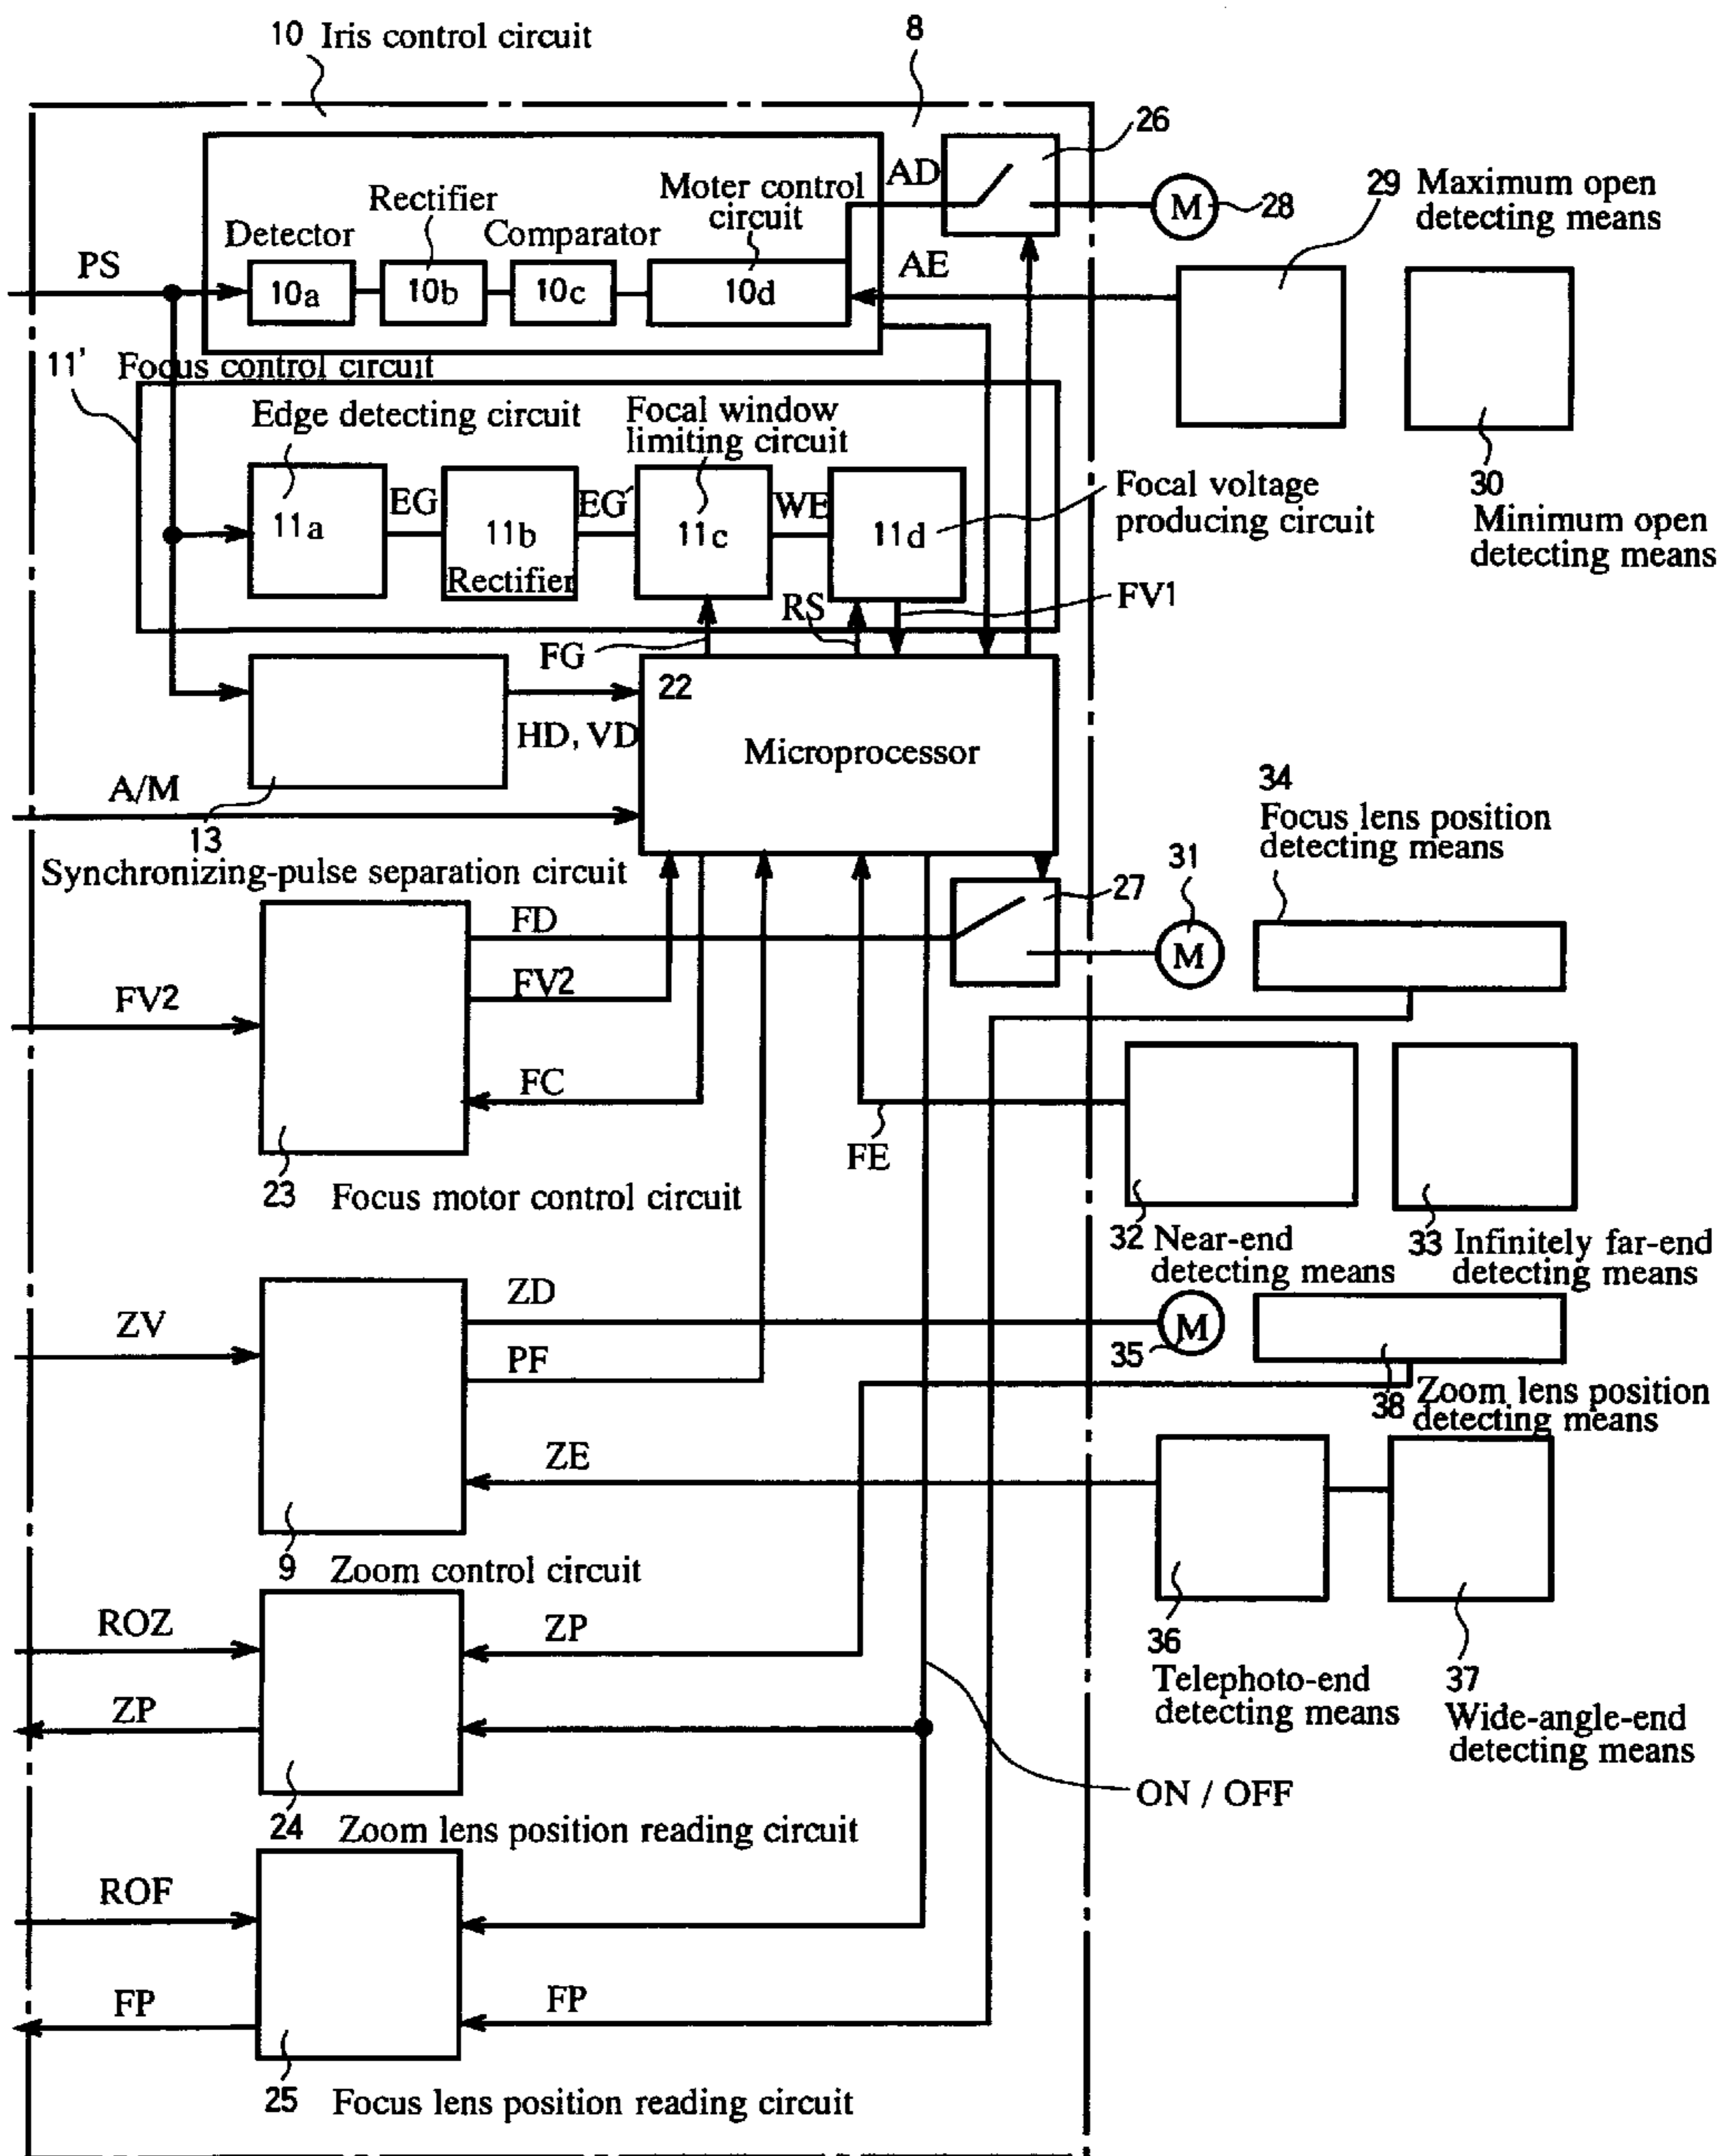 10 Iris control circuit
8
26
AD
Moter control
circuit
Rectifier
Detector
Comparator
M
28
29 Maximum open
detecting means
PS
10a
10b
10c
10d
AE
11' Focus control circuit
Edge detecting circuit
Focal window
limiting circuit
11a
EG
11b
Rectifier
EG'
11c
WE
11d
Focal voltage
producing circuit
30
Minimum open
detecting means
FG
RS
FV1
22
Microprocessor
HD, VD
A/M
13
Synchronizing-pulse separation circuit
34
Focus lens position
detecting means
31
M
27
FD
FV2
FV2
FC
FE
23 Focus motor control circuit
32 Near-end
detecting means
33 Infinitely far-end
detecting means
ZV
ZD
PF
M
35
38 Zoom lens position
detecting means
ZE
9 Zoom control circuit
ROZ
ZP
ZP
36
Telephoto-end
detecting means
37
Wide-angle-end
detecting means
ON / OFF
24 Zoom lens position reading circuit
ROF
FP
FP
25 Focus lens position reading circuit